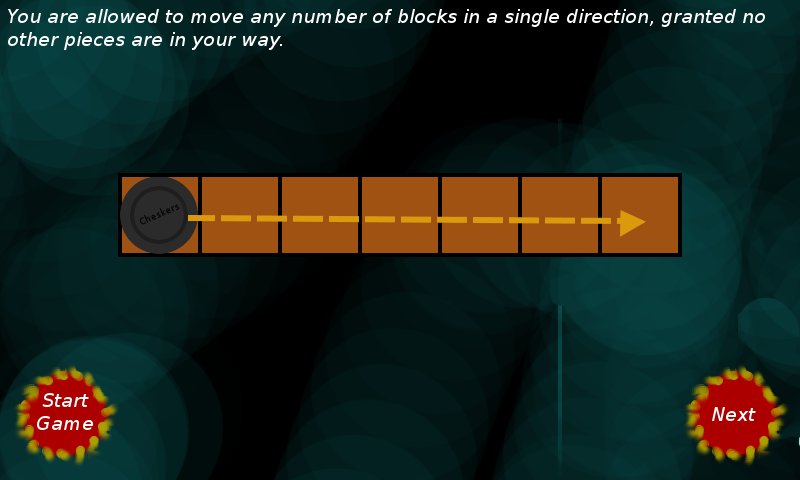 You are allowed to move any number of blocks in a single direction, granted no
other pieces are in your way.
Cheskers
Start
Game
Next